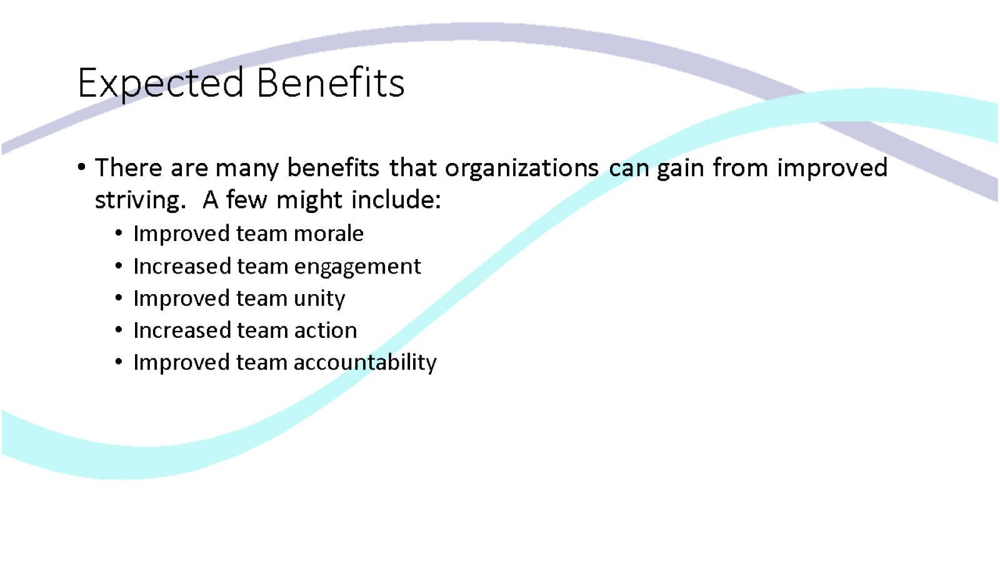 Expected Benefits
• There are many benefits that organizations can gain from improved
striving.  A few might include:
• Improved team morale
• Increased team engagement
• Improved team unity
• Increased team action
• Improved team accountability